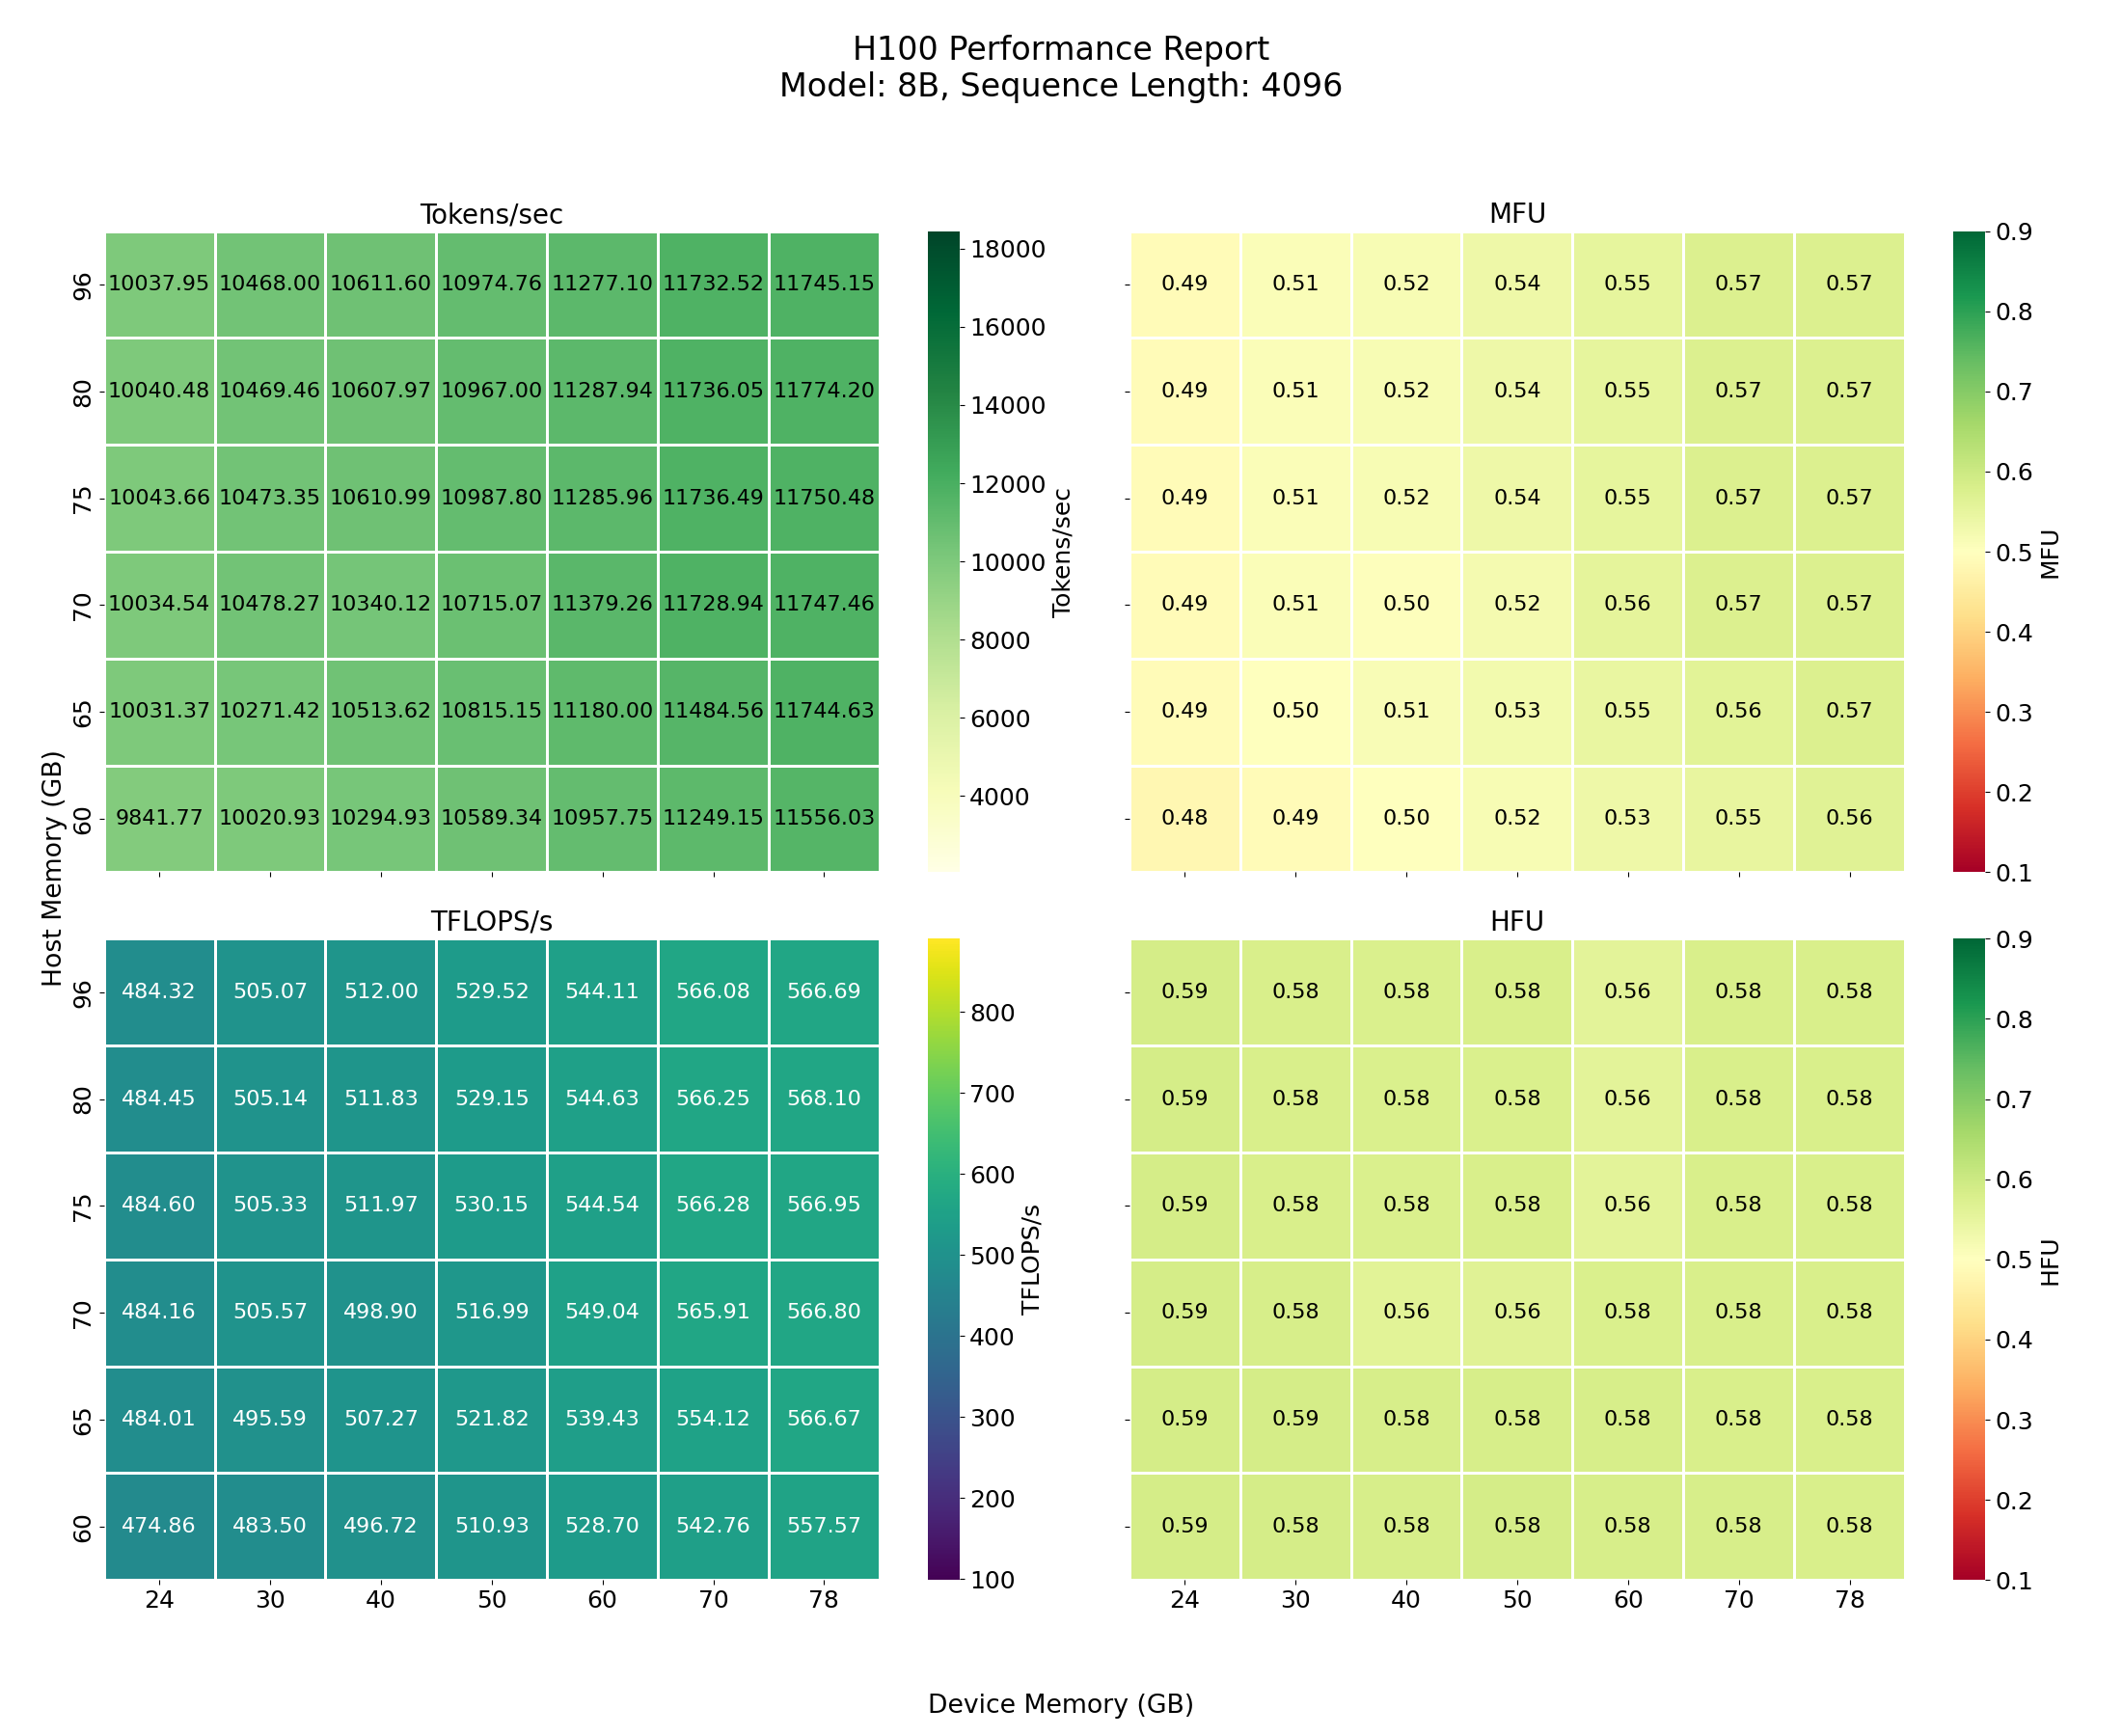 H100 Performance Report
Model: 8B, Sequence Length: 4096
Tokens/sec
96 10037.95 10468.00 10611.60 10974.76 11277.10 11732.52 11745.15
80 10040.48 10469.46 10607.97 10967.00 11287.94 11736.05 11774.20
75 10043.66 10473.35 10610.99 10987.80 11285.96 11736.49 11750.48
70 10034.54 10478.27 10340.12 10715.07 11379.26 11728.94 11747.46
65 10031.37 10271.42 10513.62 10815.15 11180.00 11484.56 11744.63
60 9841.77 10020.93 10294.93 10589.34 10957.75 11249.15 11556.03
18000
16000
14000
12000
10000
8000
6000
4000
Tokens/sec
MFU
0.49 0.51 0.52 0.54 0.55 0.57 0.57
0.49 0.51 0.52 0.54 0.55 0.57 0.57
0.49 0.51 0.52 0.54 0.55 0.57 0.57
0.49 0.51 0.50 0.52 0.56 0.57 0.57
0.49 0.50 0.51 0.53 0.55 0.56 0.57
0.48 0.49 0.50 0.52 0.53 0.55 0.56
0.9
0.8
0.7
0.6
0.5
0.4
0.3
0.2
0.1
MFU
Host Memory (GB)
TFLOPS/s
96 484.32 505.07 512.00 529.52 544.11 566.08 566.69
80 484.45 505.14 511.83 529.15 544.63 566.25 568.10
75 484.60 505.33 511.97 530.15 544.54 566.28 566.95
70 484.16 505.57 498.90 516.99 549.04 565.91 566.80
65 484.01 495.59 507.27 521.82 539.43 554.12 566.67
60 474.86 483.50 496.72 510.93 528.70 542.76 557.57
24 30 40 50 60 70 78
800
700
600
500
400
300
200
100
TFLOPS/s
HFU
0.59 0.58 0.58 0.58 0.56 0.58 0.58
0.59 0.58 0.58 0.58 0.56 0.58 0.58
0.59 0.58 0.58 0.58 0.56 0.58 0.58
0.59 0.58 0.56 0.56 0.58 0.58 0.58
0.59 0.59 0.58 0.58 0.58 0.58 0.58
0.59 0.58 0.58 0.58 0.58 0.58 0.58
24 30 40 50 60 70 78
0.9
0.8
0.7
0.6
0.5
0.4
0.3
0.2
0.1
HFU
Device Memory (GB)